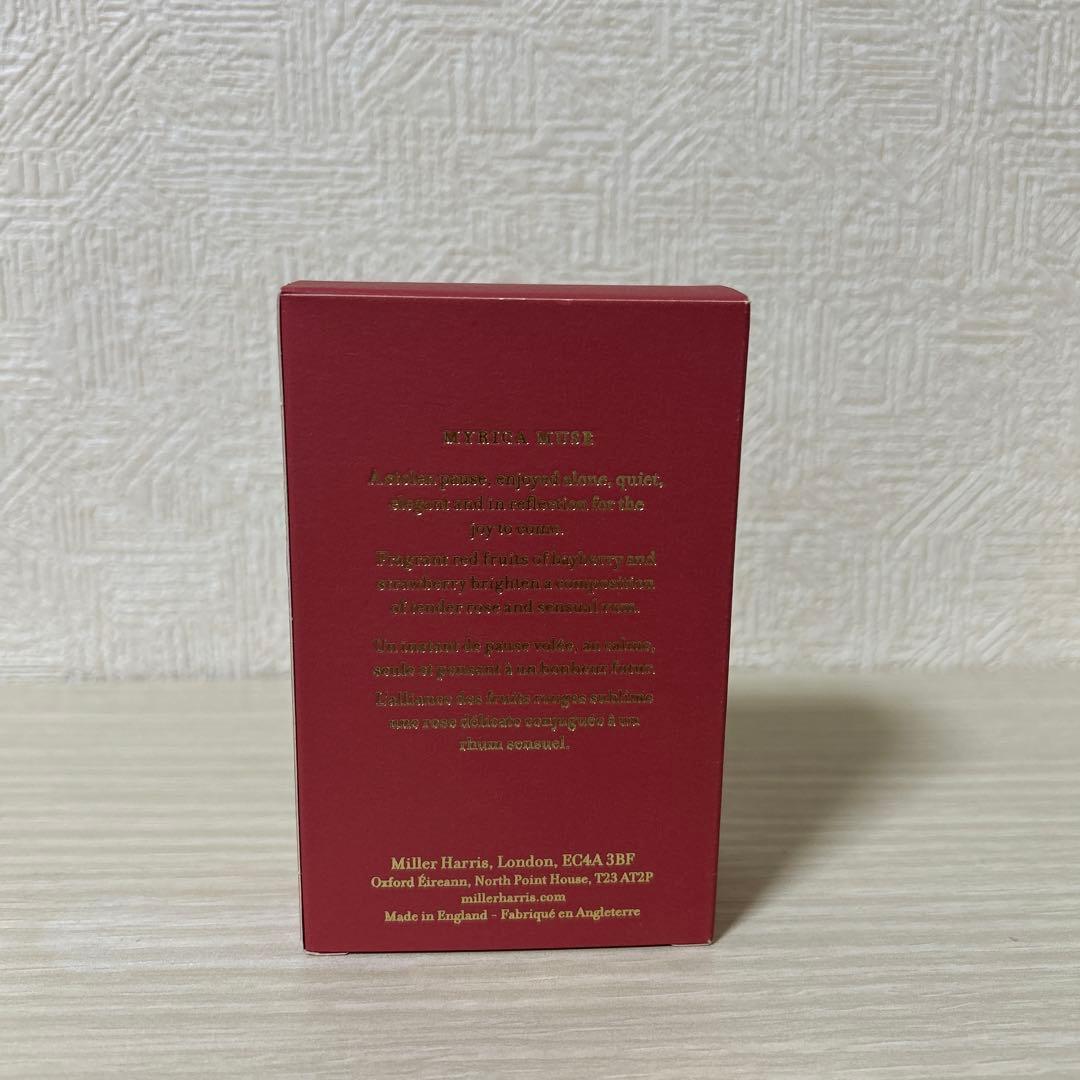 MYRICA MUSE
A stolen pause, enjoyed alone, quiet,
elegant and in reflection for the
joy to come.
Fragrant red fruits of bayberry and
strawberry brighten a composition
of tender rose and sensual rum.
Un instant de pause volée, au calme,
seule et pensant à un bonheur futur.
L'alliance des fruits rouges sublime
une rose délicate conjuguée à un
rhum sensuel.
Miller Harris, London, EC4A 3BF
Oxford Éireann, North Point House, T23 AT2P
millerharris.com
Made in England - Fabriqué en Angleterre